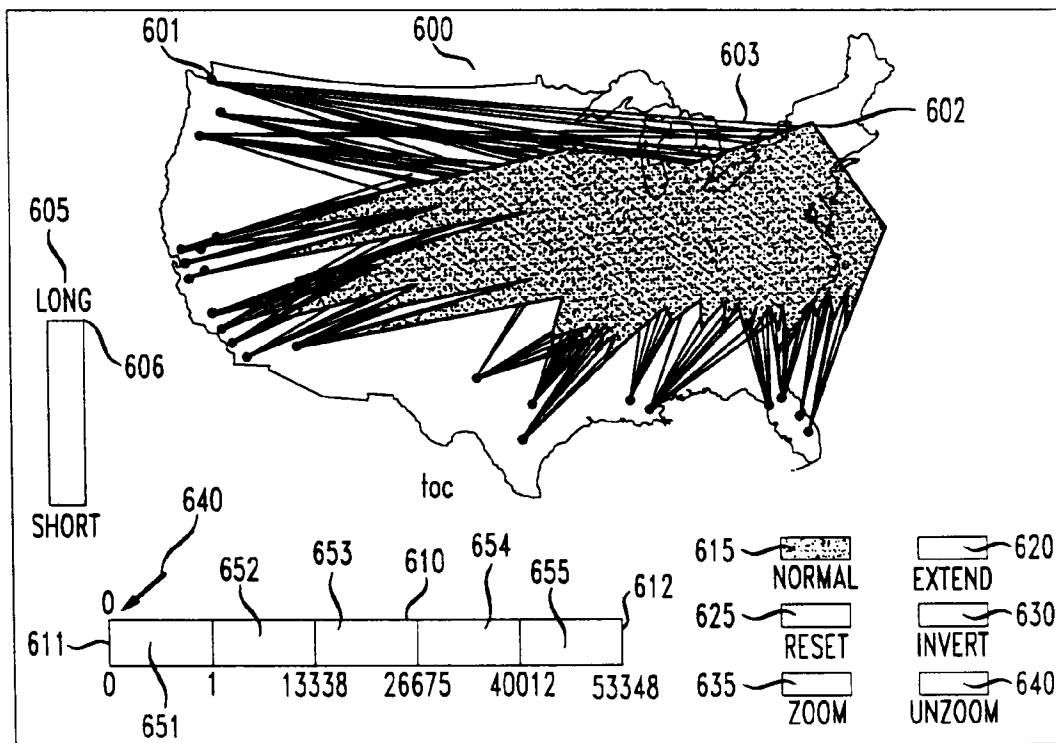 601
600
603
602
605
LONG
606
SHORT
toc
640
652
653
610
654
655
612
0
611
0 1 13338 26675 40012 53348
651
615 NORMAL
620 EXTEND
625 RESET
630 INVERT
635 ZOOM
640 UNZOOM